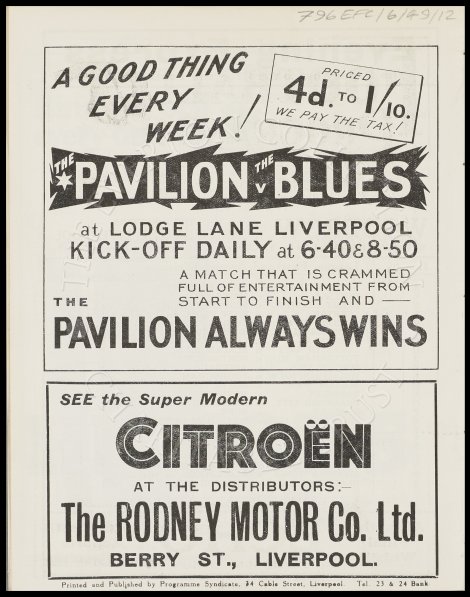 796EFC/6/49/12
A GOOD THING
EVERY
WEEK!
PRICED
4d. TO 1/10.
WE PAY THE TAX!
THE PAVILION THE v BLUES
at LODGE LANE LIVERPOOL
KICK-OFF DAILY at 6-40 & 8-50
A MATCH THAT IS CRAMMED
FULL OF ENTERTAINMENT FROM
THE START TO FINISH AND —
PAVILION ALWAYS WINS
SEE the Super Modern
CITROËN
AT THE DISTRIBUTORS:-
The RODNEY MOTOR Co. Ltd.
BERRY ST., LIVERPOOL.
Printed and Published by Programme Syndicate, 34 Cable Street, Liverpool. Tel. 23 & 24 Bank